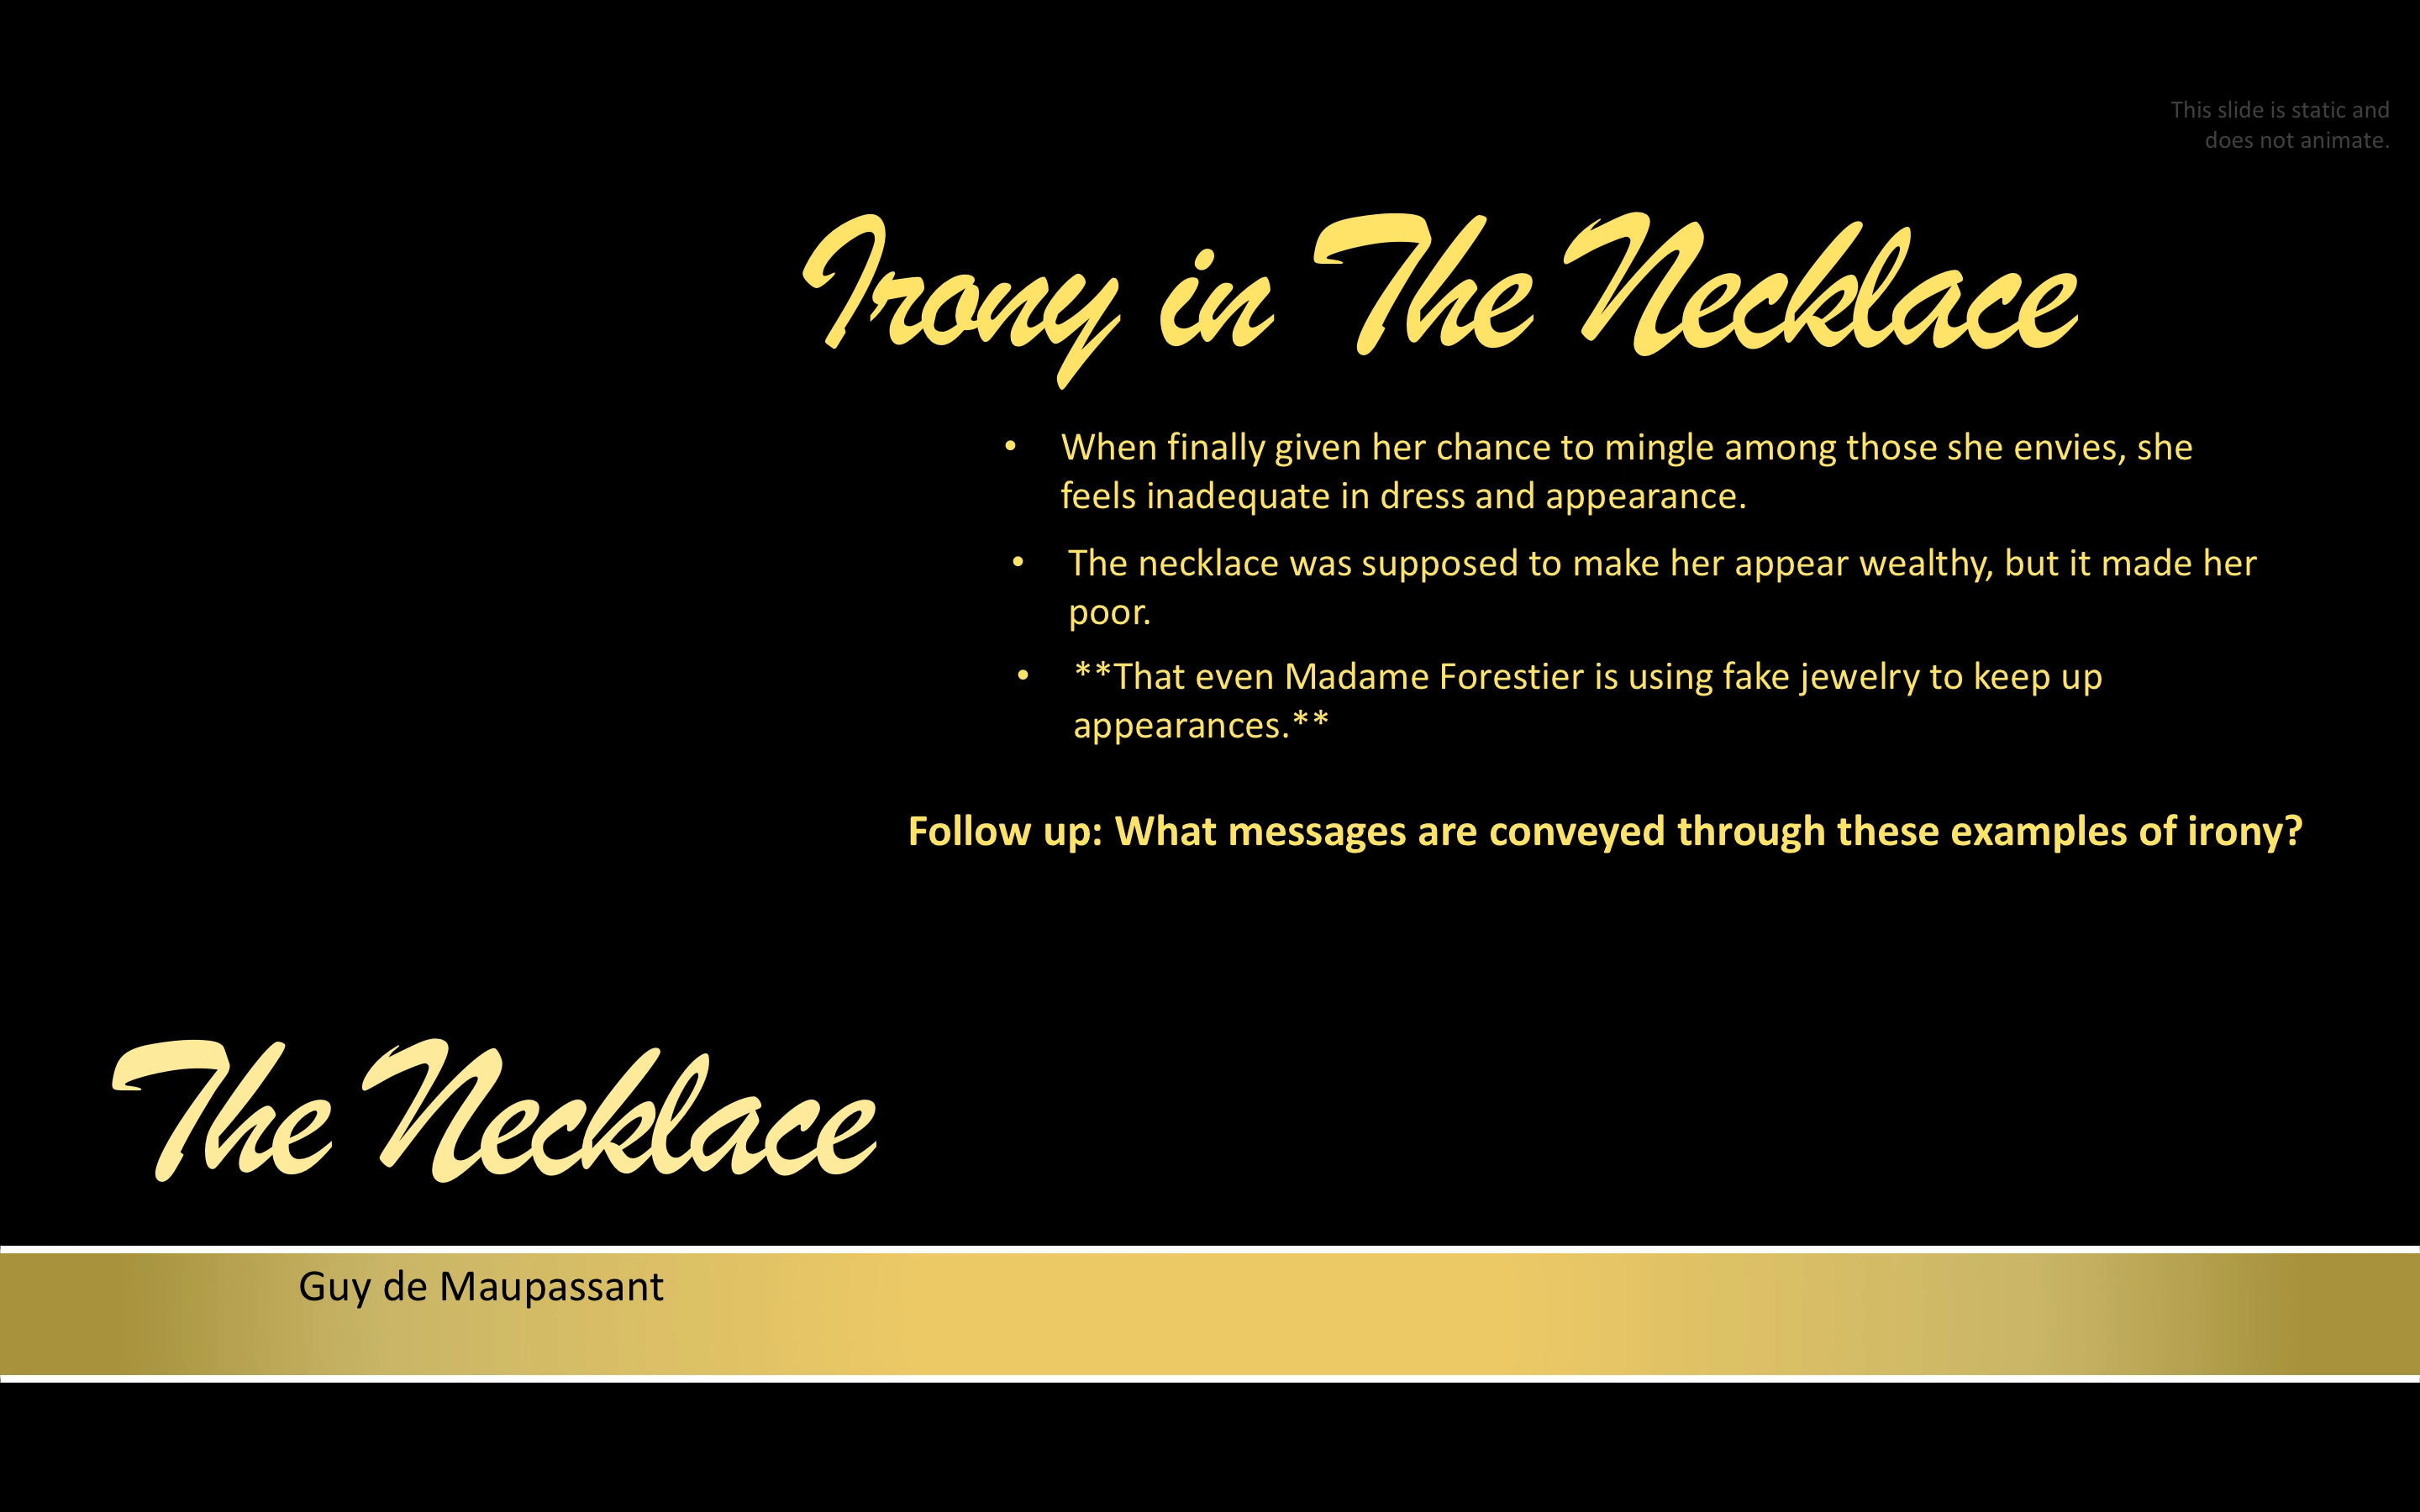 This slide is static and
does not animate.
Irony in The Necklace
• When finally given her chance to mingle among those she envies, she
feels inadequate in dress and appearance.
• The necklace was supposed to make her appear wealthy, but it made her
poor.
• **That even Madame Forestier is using fake jewelry to keep up
appearances.**
Follow up: What messages are conveyed through these examples of irony?
The Necklace
Guy de Maupassant